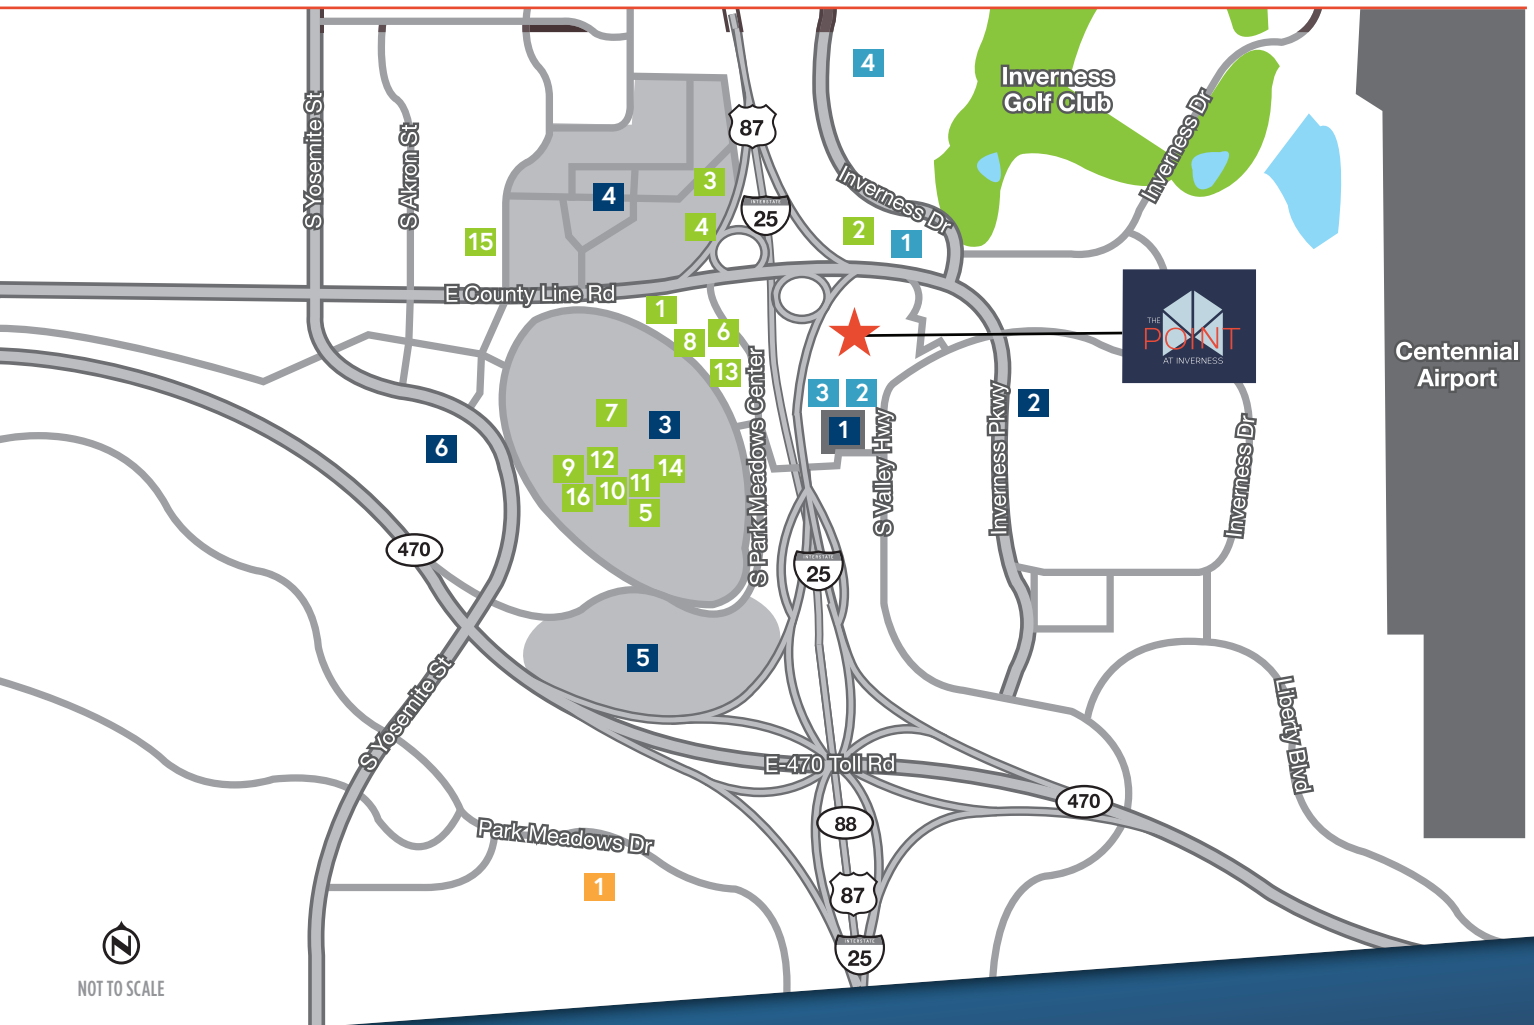 4
Inverness
Golf Club
S Yosemite St
S Akron St
87
Inverness Dr
Inverness Dr
3
4
INTERSTATE
25
4
2
1
15
E County Line Rd
1
6
8
13
THE
POINT
AT INVERNESS
Centennial
Airport
S Park Meadows Center
3
2
1
S Valley Hwy
Inverness Pkwy
2
Inverness Dr
7
3
6
9
12
14
11
10
16
5
470
INTERSTATE
25
5
S Yosemite St
Liberty Blvd
E-470 Toll Rd
470
88
Park Meadows Dr
1
87
INTERSTATE
25
N
NOT TO SCALE